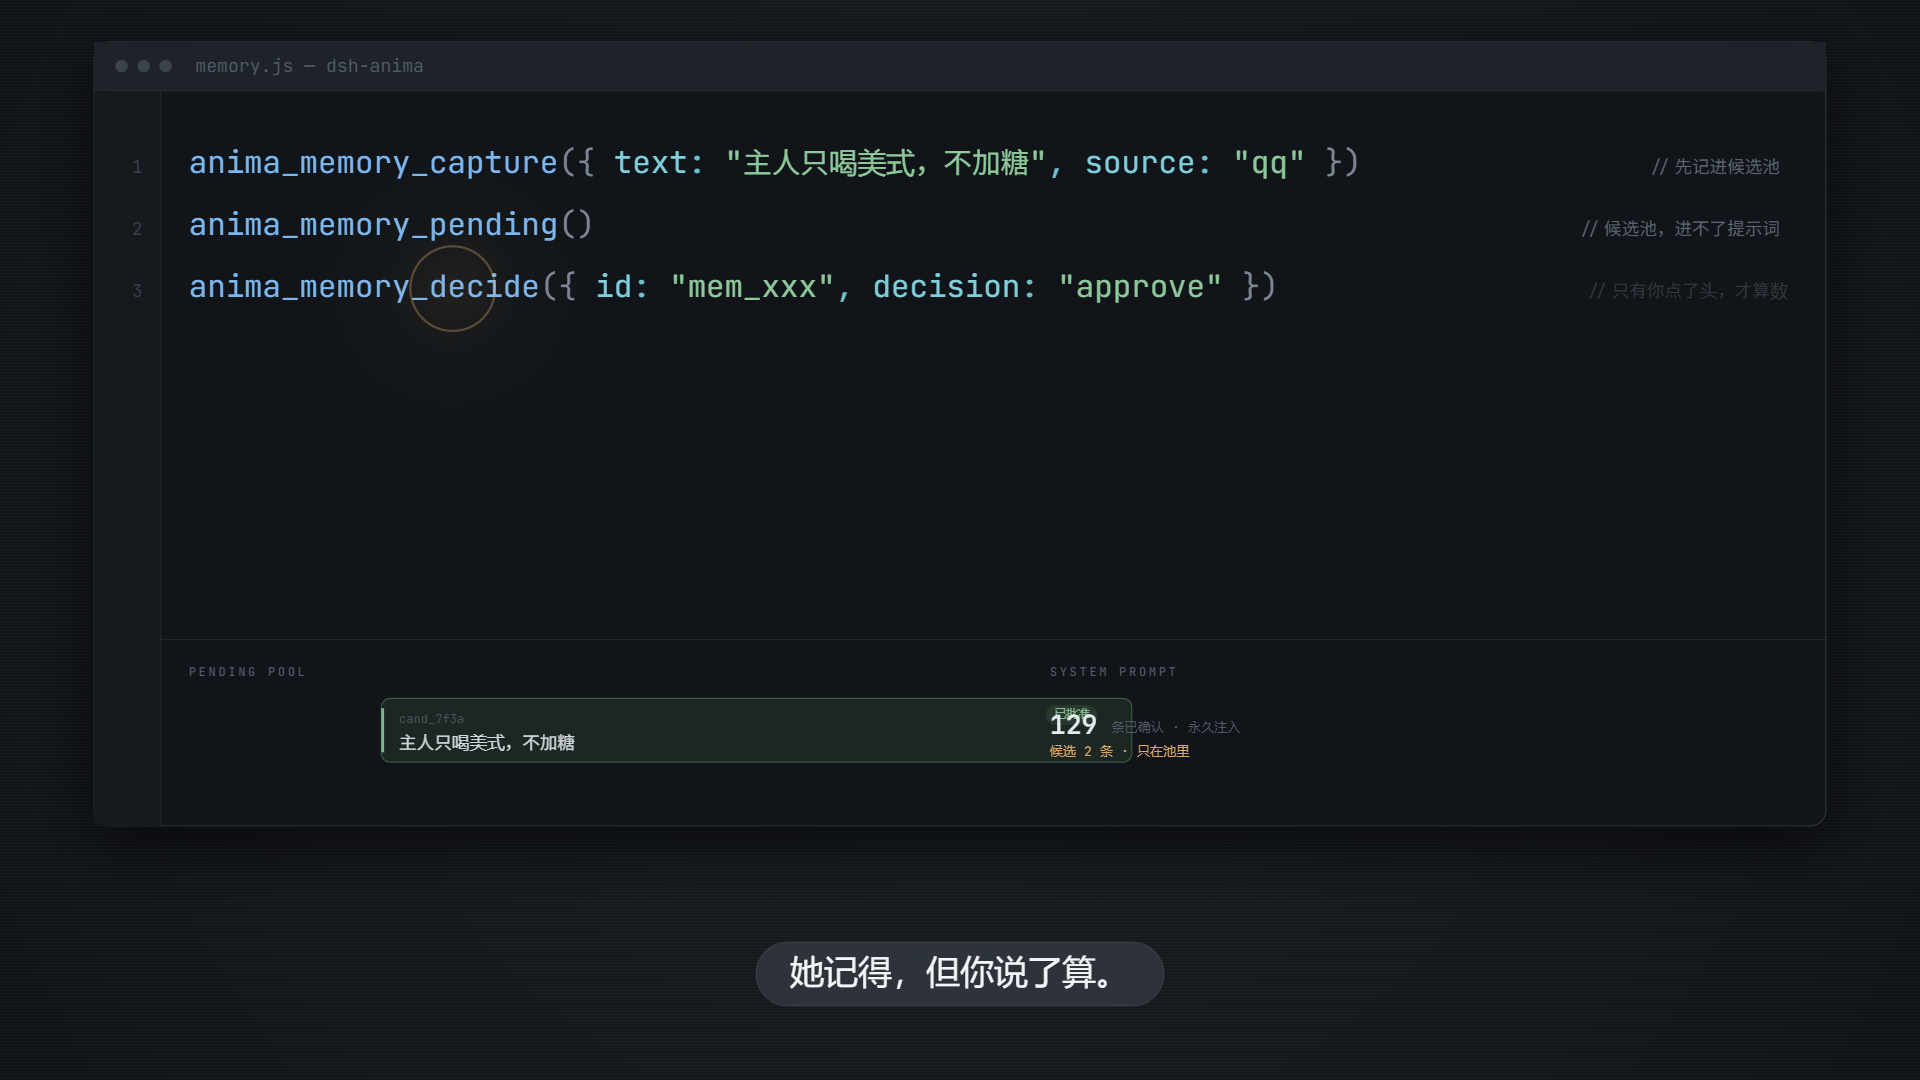 memory.js — dsh-anima
1 anima_memory_capture({ text: "主人只喝美式，不加糖", source: "qq" }) // 先记进候选池
2 anima_memory_pending() // 候选池，进不了提示词
3 anima_memory_decide({ id: "mem_xxx", decision: "approve" }) // 只有你点了头，才算数
PENDING POOL
SYSTEM PROMPT
cand_7f3a
主人只喝美式，不加糖
已批准
129 条已确认 · 永久注入
候选 2 条 · 只在池里
她记得，但你说了算。